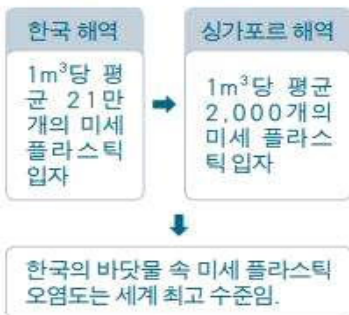 한국 해역
1m³당 평
균 21만
개의 미세
플라스틱
입자
싱가포르 해역
1m³당 평균
2,000개의
미세 플라스
틱 입자
한국의 바닷물 속 미세 플라스틱
오염도는 세계 최고 수준임.